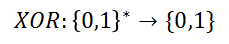 XOR: {0,1}* → {0,1}